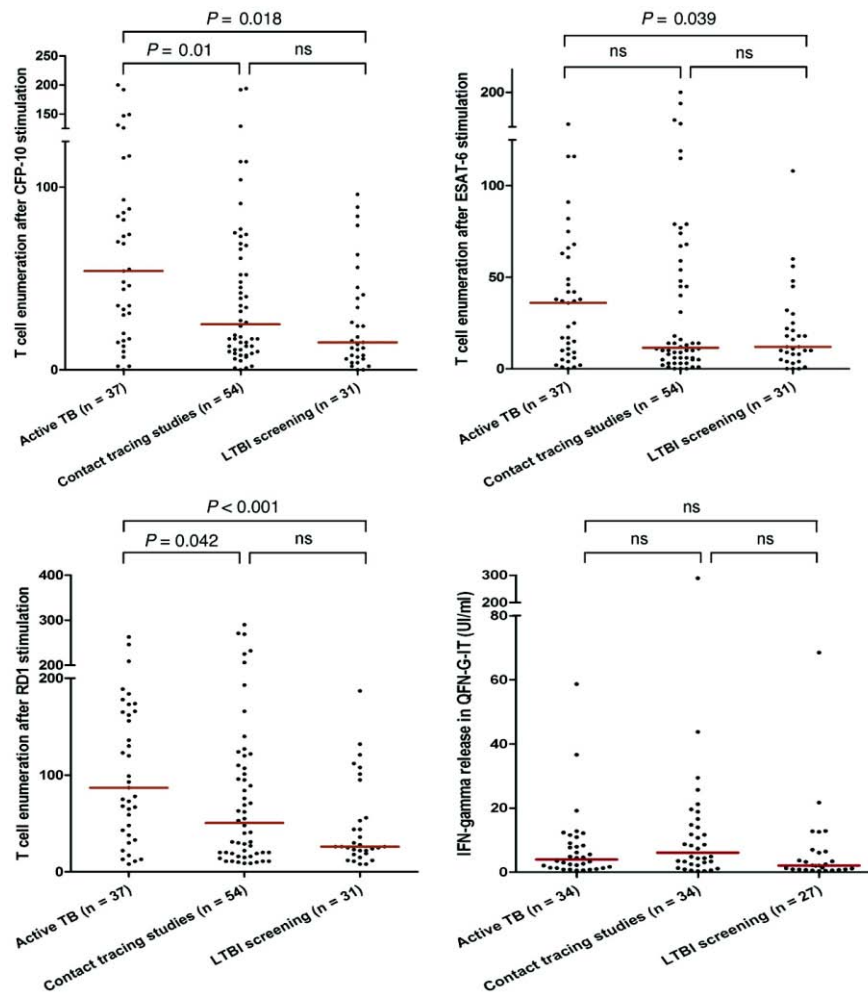 P = 0.018
P = 0.01
ns
T cell enumeration after CFP-10 stimulation
250
200
150
100
0
Active TB (n = 37)
Contact tracing studies (n = 54)
LTBI screening (n = 31)
P = 0.039
ns
ns
T cell enumeration after ESAT-6 stimulation
200
100
50
0
Active TB (n = 37)
Contact tracing studies (n = 54)
LTBI screening (n = 31)
P < 0.001
P = 0.042
ns
T cell enumeration after RD1 stimulation
400
300
200
200
100
0
Active TB (n = 37)
Contact tracing studies (n = 54)
LTBI screening (n = 31)
ns
ns
ns
IFN-gamma release in QFN-G-IT (UI/ml)
300
200
80
60
40
20
0
Active TB (n = 34)
Contact tracing studies (n = 34)
LTBI screening (n = 27)